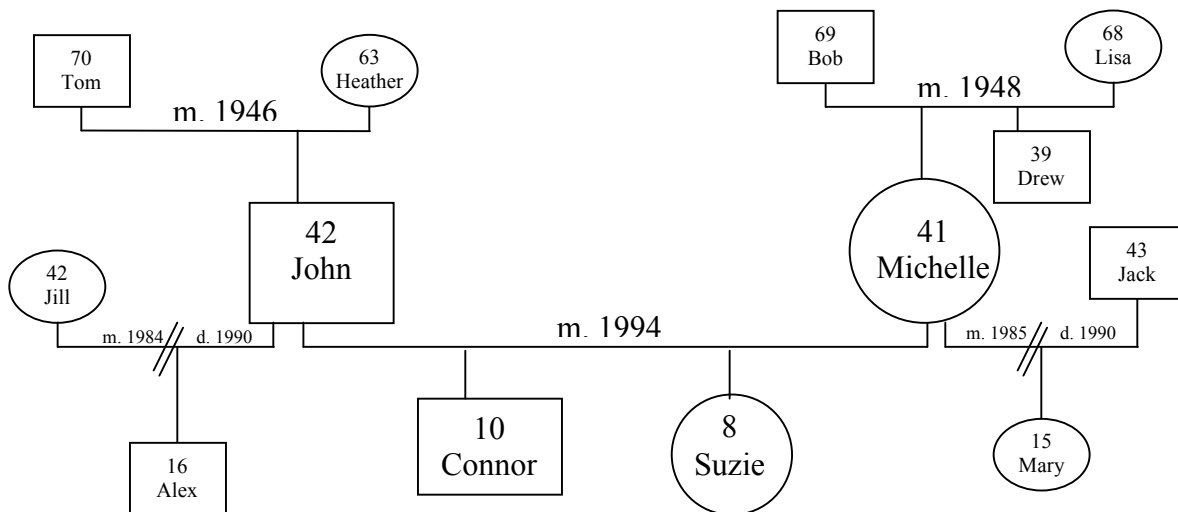 70
Tom
63
Heather
69
Bob
68
Lisa
m. 1946
m. 1948
39
Drew
42
John
41
Michelle
42
Jill
43
Jack
m. 1984
d. 1990
m. 1994
m. 1985
d. 1990
10
Connor
8
Suzie
16
Alex
15
Mary